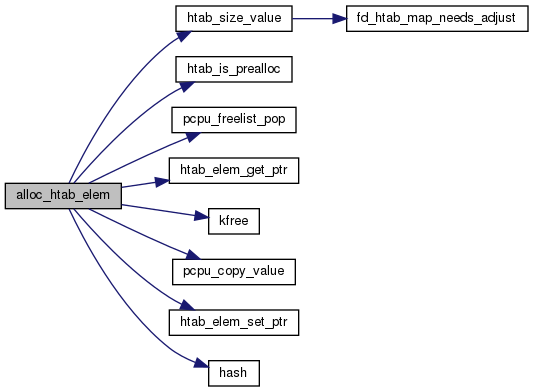 htab_size_value
fd_htab_map_needs_adjust
htab_is_prealloc
pcpu_freelist_pop
htab_elem_get_ptr
alloc_htab_elem
kfree
pcpu_copy_value
htab_elem_set_ptr
hash